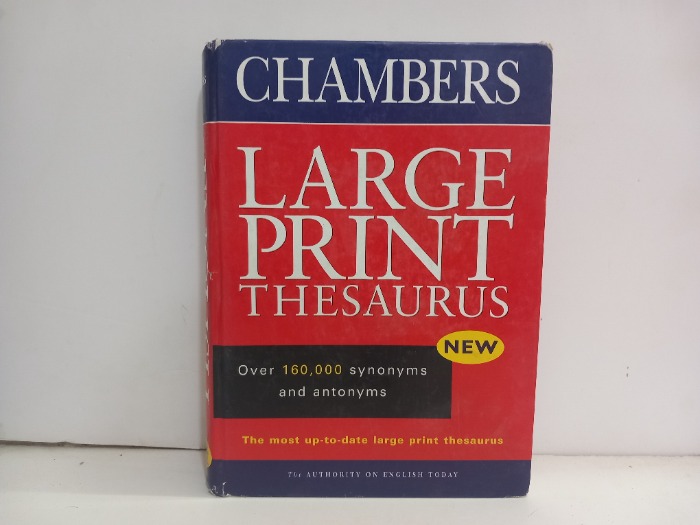 CHAMBERS
LARGE
PRINT
THESAURUS
NEW
Over 160,000 synonyms
and antonyms
The most up-to-date large print thesaurus
The AUTHORITY ON ENGLISH TODAY